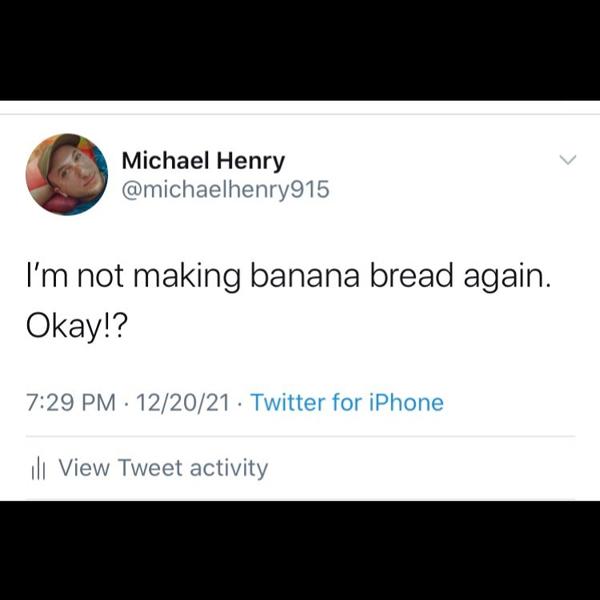 Michael Henry
@michaelhenry915
I’m not making banana bread again.
Okay!?
7:29 PM · 12/20/21 · Twitter for iPhone
View Tweet activity